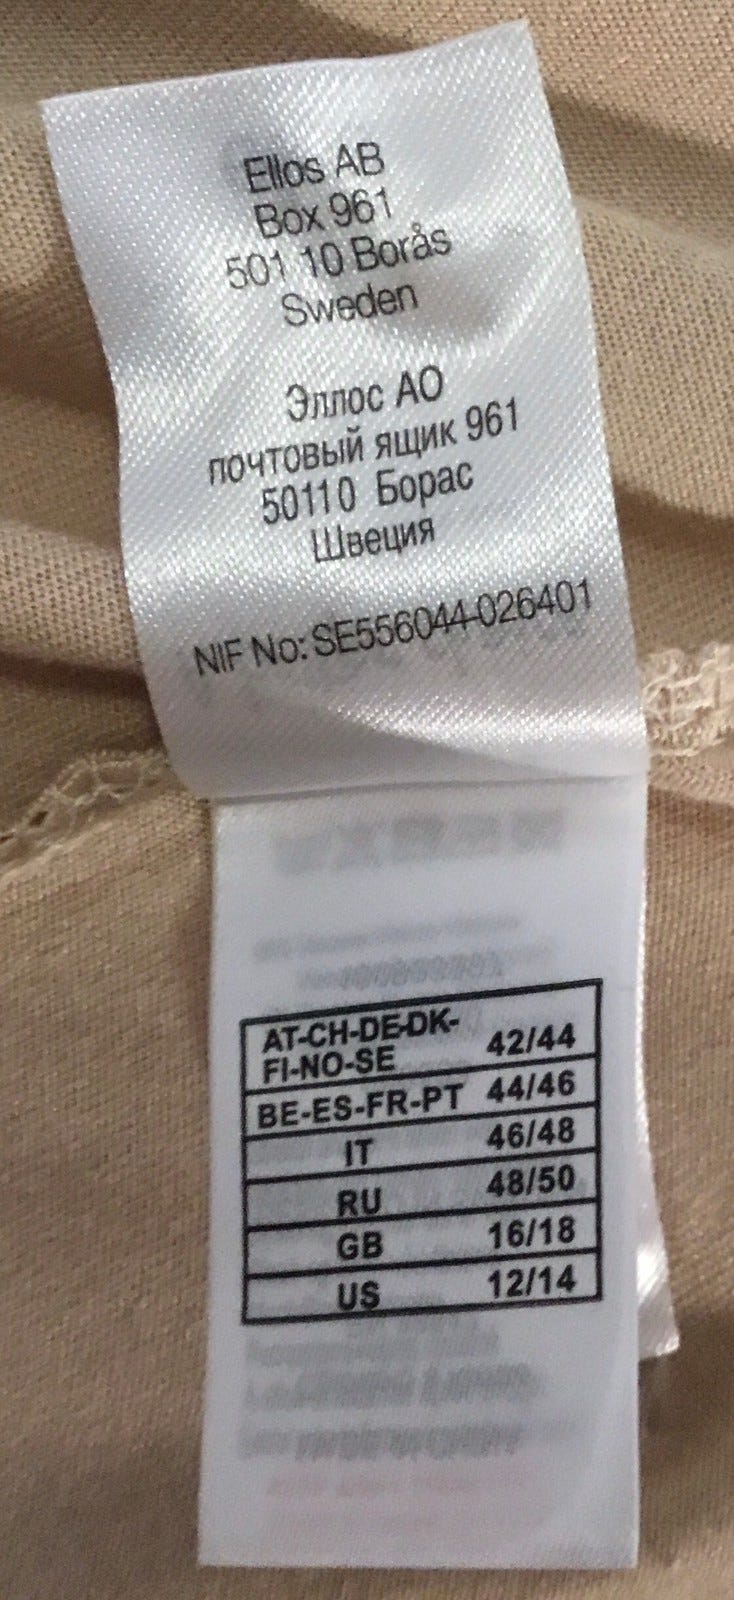 Ellos AB
Box 961
501 10 Borås
Sweden
Эллос АО
почтовый ящик 961
50110 Борас
Швеция
NIF No: SE556044-026401
AT-CH-DE-DK-
FI-NO-SE 42/44
BE-ES-FR-PT 44/46
IT 46/48
RU 48/50
GB 16/18
US 12/14